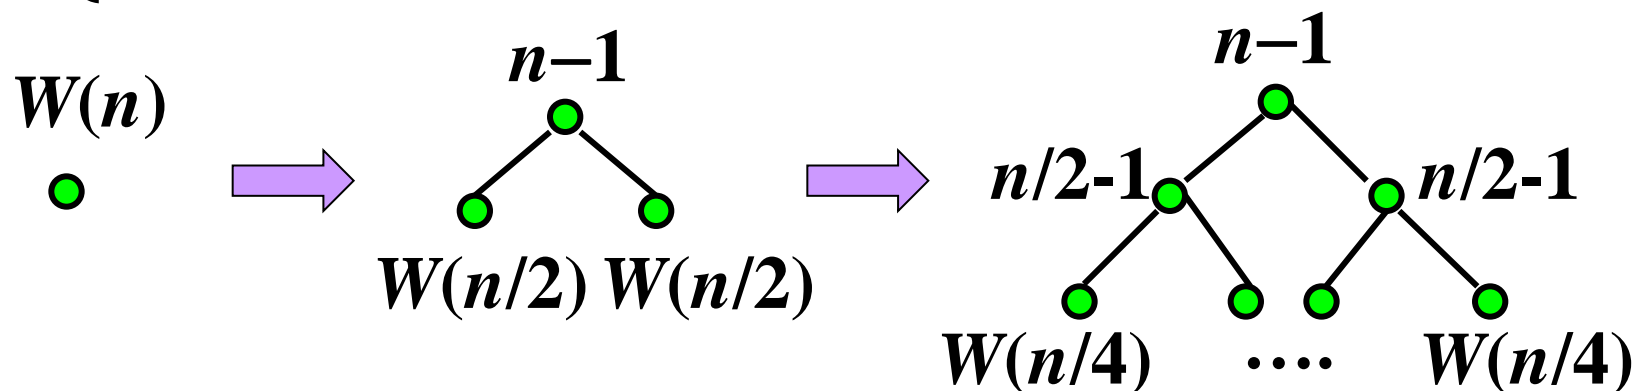 W(n)
n–1
W(n/2) W(n/2)
n–1
n/2-1 n/2-1
W(n/4) .... W(n/4)